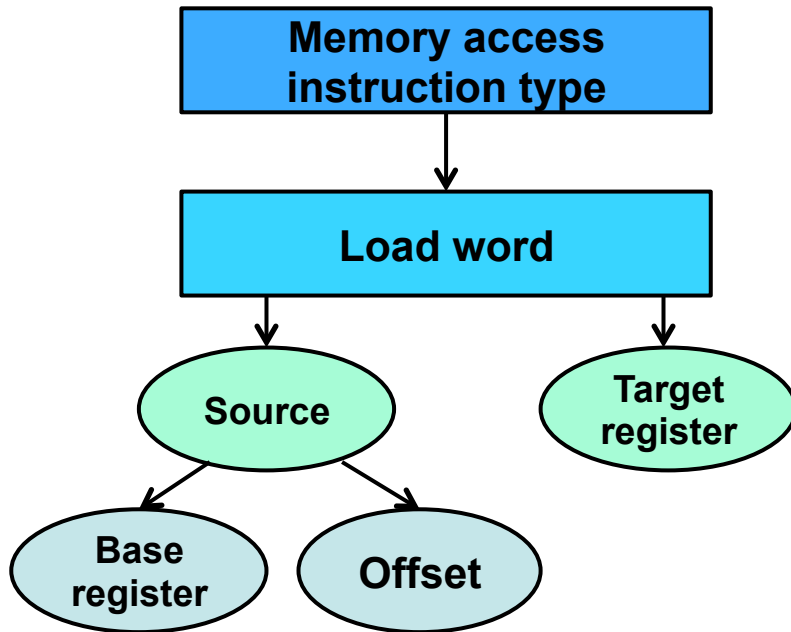 Memory access
instruction type
Load word
Source
Target
register
Base
register
Offset